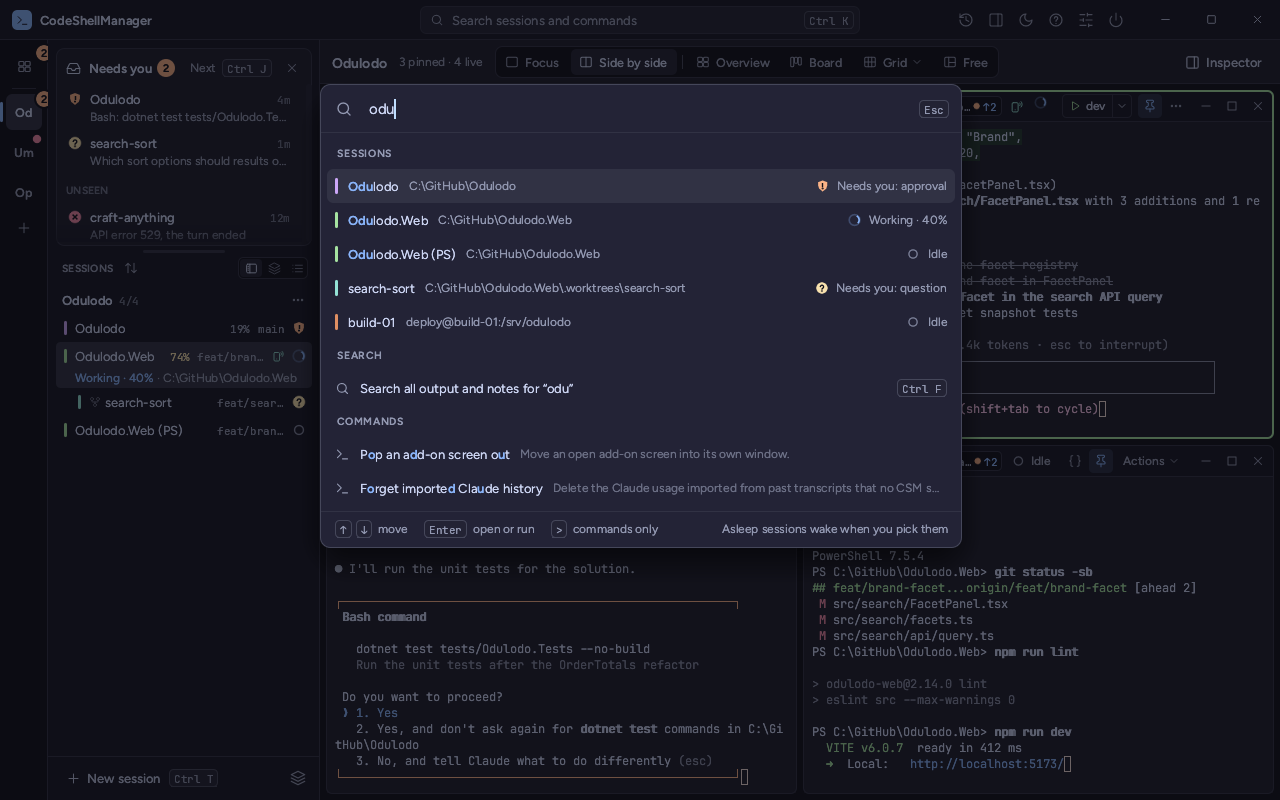 CodeShellManager
Search sessions and commands
Ctrl K
2
Od
2
Um
Op
Needs you 2 Next Ctrl J
Odulodo 4m
Bash: dotnet test tests/Odulodo.Te...
search-sort 1m
Which sort options should results o...
UNSEEN
craft-anything 12m
API error 529, the turn ended
SESSIONS
Odulodo 4/4
Odulodo 19% main
Odulodo.Web 74% feat/bran...
Working · 40% · C:\GitHub\Odulodo.Web
search-sort feat/sear...
Odulodo.Web (PS) feat/bran...
New session Ctrl T
Odulodo 3 pinned · 4 live
Focus Side by side Overview Board Grid Free
Inspector
odu
Esc
SESSIONS
Odulodo C:\GitHub\Odulodo Needs you: approval
Odulodo.Web C:\GitHub\Odulodo.Web Working · 40%
Odulodo.Web (PS) C:\GitHub\Odulodo.Web Idle
search-sort C:\GitHub\Odulodo.Web\.worktrees\search-sort Needs you: question
build-01 deploy@build-01:/srv/odulodo Idle
SEARCH
Search all output and notes for “odu” Ctrl F
COMMANDS
Pop an add-on screen out Move an open add-on screen into its own window.
Forget imported Claude history Delete the Claude usage imported from past transcripts that no CSM s...
↑ ↓ move Enter open or run > commands only Asleep sessions wake when you pick them
↑2 dev
"Brand",
20,
acetPanel.tsx)
ch/FacetPanel.tsx with 3 additions and 1 re
he facet registry
nd facet in FacetPanel
facet in the search API query
et snapshot tests
.4k tokens · esc to interrupt)
(shift+tab to cycle)
I'll run the unit tests for the solution.
Bash command
dotnet test tests/Odulodo.Tests --no-build
Run the unit tests after the OrderTotals refactor
Do you want to proceed?
❯ 1. Yes
2. Yes, and don't ask again for dotnet test commands in C:\Gi
tHub\Odulodo
3. No, and tell Claude what to do differently (esc)
↑2 Idle {} Actions
PowerShell 7.5.4
PS C:\GitHub\Odulodo.Web> git status -sb
## feat/brand-facet...origin/feat/brand-facet [ahead 2]
M src/search/FacetPanel.tsx
M src/search/facets.ts
M src/search/api/query.ts
PS C:\GitHub\Odulodo.Web> npm run lint
> odulodo-web@2.14.0 lint
> eslint src --max-warnings 0
PS C:\GitHub\Odulodo.Web> npm run dev
VITE v6.0.7 ready in 412 ms
➜ Local: http://localhost:5173/